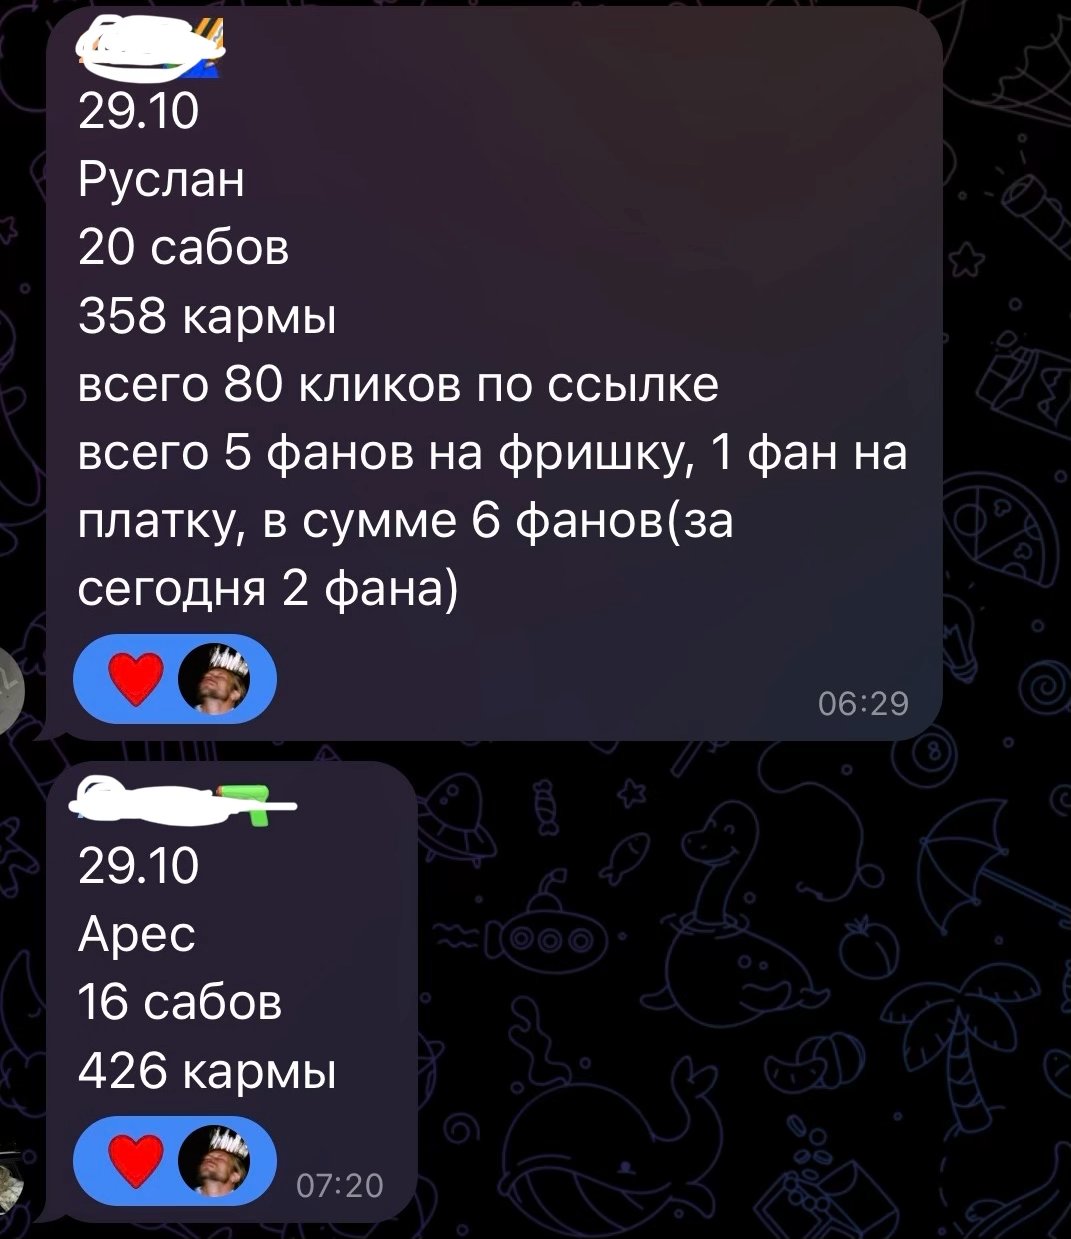 29.10
Руслан
20 сабов
358 кармы
всего 80 кликов по ссылке
всего 5 фанов на фришку, 1 фан на
платку, в сумме 6 фанов(за
сегодня 2 фана)
06:29
29.10
Арес
16 сабов
426 кармы
07:20